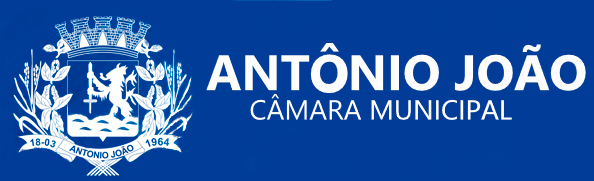 ANTÔNIO JOÃO
CÂMARA MUNICIPAL
18-03 ANTONIO JOÃO 1964